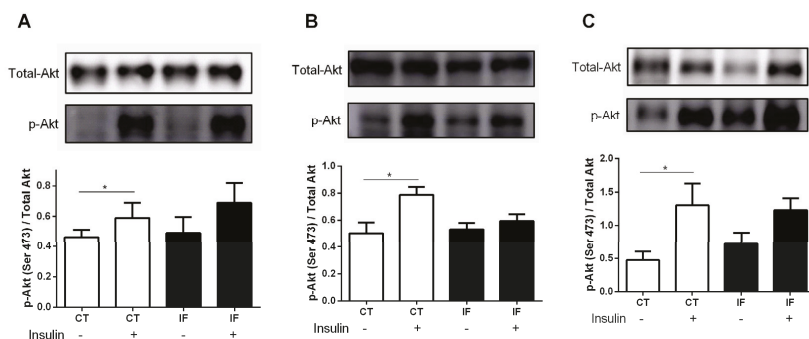 A
Total-Akt
p-Akt
p-Akt (Ser 473) / Total Akt
0.8
0.6
0.4
0.2
0.0
*
CT CT IF IF
Insulin - + - +
B
Total-Akt
p-Akt
p-Akt (Ser 473) / Total Akt
1.0
0.8
0.6
0.4
0.2
0.0
*
CT CT IF IF
Insulin - + - +
C
Total-Akt
p-Akt
p-Akt (Ser 473) / Total Akt
2.0
1.5
1.0
0.5
0.0
*
CT CT IF IF
Insulin - + - +